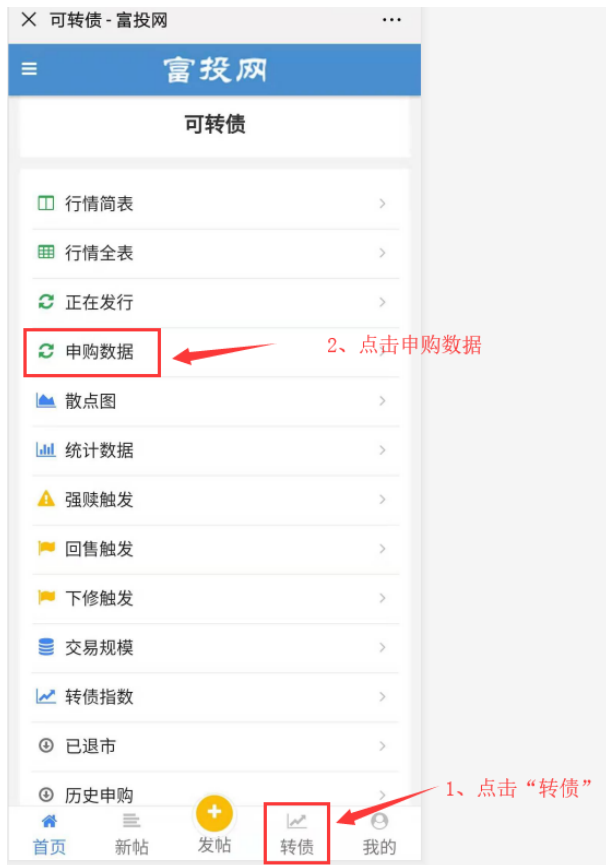 可转债 - 富投网
富投网
可转债
行情简表
行情全表
正在发行
申购数据
2、点击申购数据
散点图
统计数据
强赎触发
回售触发
下修触发
交易规模
转债指数
已退市
历史申购
1、点击“转债”
首页 新帖 发帖 转债 我的